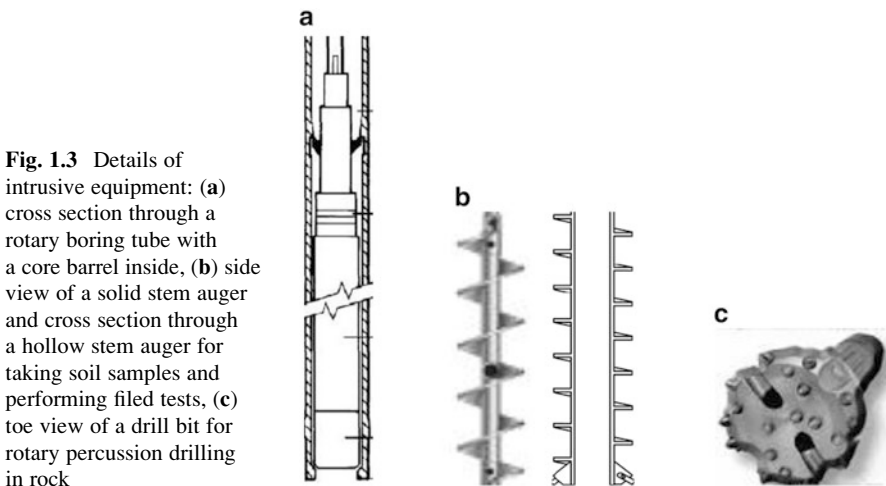 a
Fig. 1.3 Details of
intrusive equipment: (a)
cross section through a
rotary boring tube with
a core barrel inside, (b) side
view of a solid stem auger
and cross section through
a hollow stem auger for
taking soil samples and
performing filed tests, (c)
toe view of a drill bit for
rotary percussion drilling
in rock
b
c